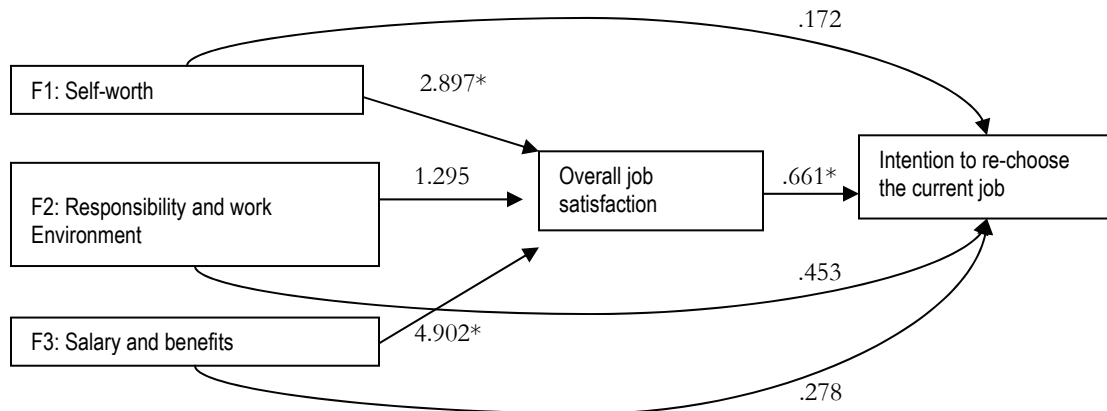 .172
F1: Self-worth
2.897*
F2: Responsibility and work
Environment
1.295
Overall job
satisfaction
.661*
Intention to re-choose
the current job
.453
F3: Salary and benefits
4.902*
.278